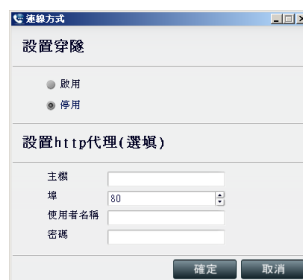 連線方式
設置穿隧
啟用
停用
設置http代理(選填)
主機
埠
80
使用者名稱
密碼
確定
取消